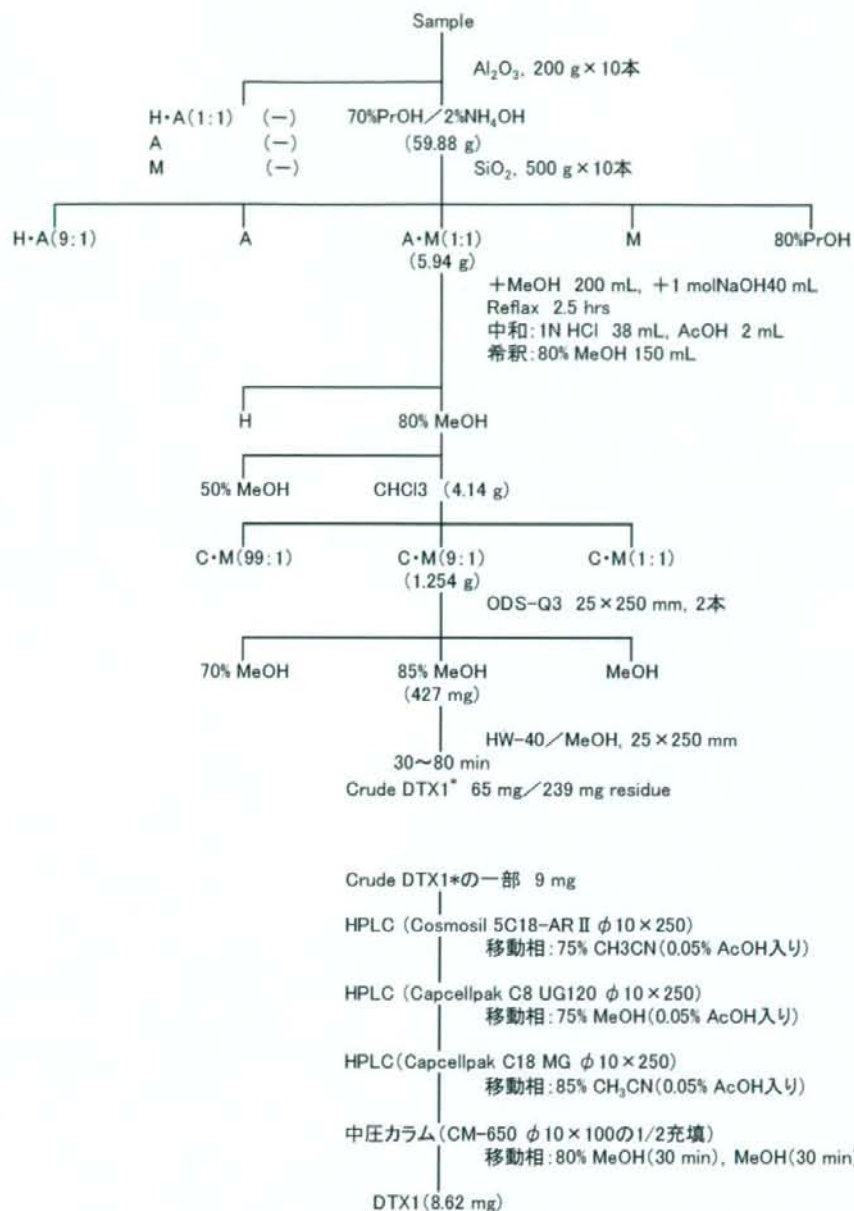 Sample
Al₂O₃, 200 g×10本
H・A(1:1) (−) 70%PrOH／2%NH₄OH
A (−) (59.88 g)
M (−) SiO₂, 500 g×10本
H・A(9:1) A A・M(1:1) M 80%PrOH
(5.94 g)
＋MeOH 200 mL, ＋1 molNaOH40 mL
Reflax 2.5 hrs
中和：1N HCl 38 mL, AcOH 2 mL
希釈：80% MeOH 150 mL
H 80% MeOH
50% MeOH CHCl3 (4.14 g)
C・M(99:1) C・M(9:1) C・M(1:1)
(1.254 g)
ODS-Q3 25×250 mm, 2本
70% MeOH 85% MeOH MeOH
(427 mg)
HW-40／MeOH, 25×250 mm
30～80 min
Crude DTX1* 65 mg／239 mg residue
Crude DTX1*の一部 9 mg
HPLC (Cosmosil 5C18-ARⅡ φ10×250)
移動相：75% CH3CN(0.05% AcOH入り)
HPLC (Capcellpak C8 UG120 φ10×250)
移動相：75% MeOH(0.05% AcOH入り)
HPLC(Capcellpak C18 MG φ10×250)
移動相：85% CH₃CN(0.05% AcOH入り)
中圧カラム(CM-650 φ10×100の1/2充填)
移動相：80% MeOH(30 min), MeOH(30 min)
DTX1(8.62 mg)